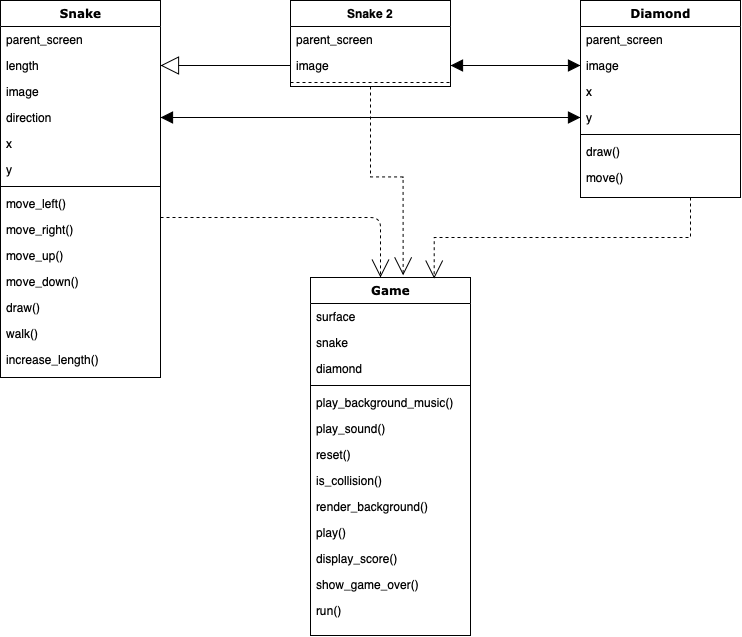 Snake
parent_screen
length
image
direction
x
y
move_left()
move_right()
move_up()
move_down()
draw()
walk()
increase_length()
Snake 2
parent_screen
image
Diamond
parent_screen
image
x
y
draw()
move()
Game
surface
snake
diamond
play_background_music()
play_sound()
reset()
is_collision()
render_background()
play()
display_score()
show_game_over()
run()